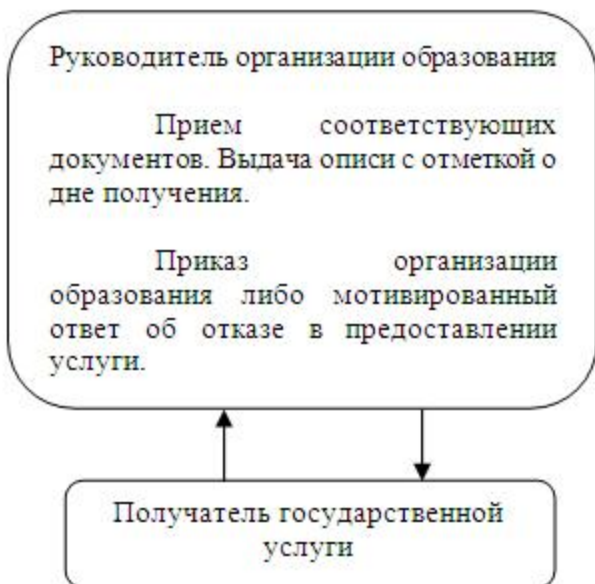 Руководитель организации образования
Прием соответствующих
документов. Выдача описи с отметкой о
дне получения.
Приказ организации
образования либо мотивированный
ответ об отказе в предоставлении
услуги.
Получатель государственной
услуги